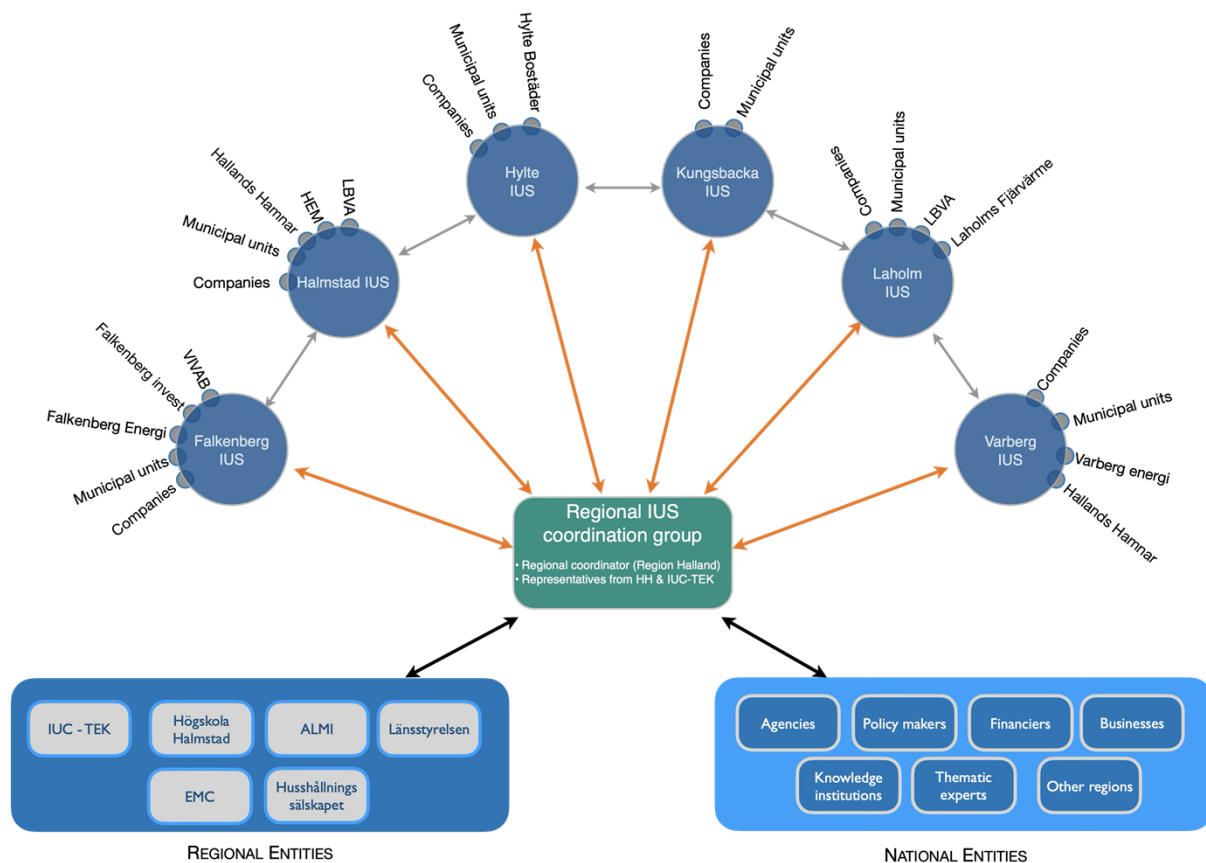 Hylte Bostäder
Municipal units
Companies
Hylte
IUS
Companies
Municipal units
Kungsbacka
IUS
Hallands Hamnar
HEM
LBVA
Municipal units
Companies
Halmstad IUS
Companies
Municipal units
LBVA
Laholms Fjärvärme
Laholm
IUS
VIVAB
Falkenberg invest
Falkenberg Energi
Municipal units
Companies
Falkenberg
IUS
Companies
Municipal units
Varberg energi
Hallands Hamnar
Varberg
IUS
Regional IUS
coordination group
• Regional coordinator (Region Halland)
• Representatives from HH & IUC-TEK
IUC - TEK
Högskola
Halmstad
ALMI
Länsstyrelsen
EMC
Husshållnings
sälskapet
REGIONAL ENTITIES
Agencies
Policy makers
Financiers
Businesses
Knowledge
institutions
Thematic
experts
Other regions
NATIONAL ENTITIES